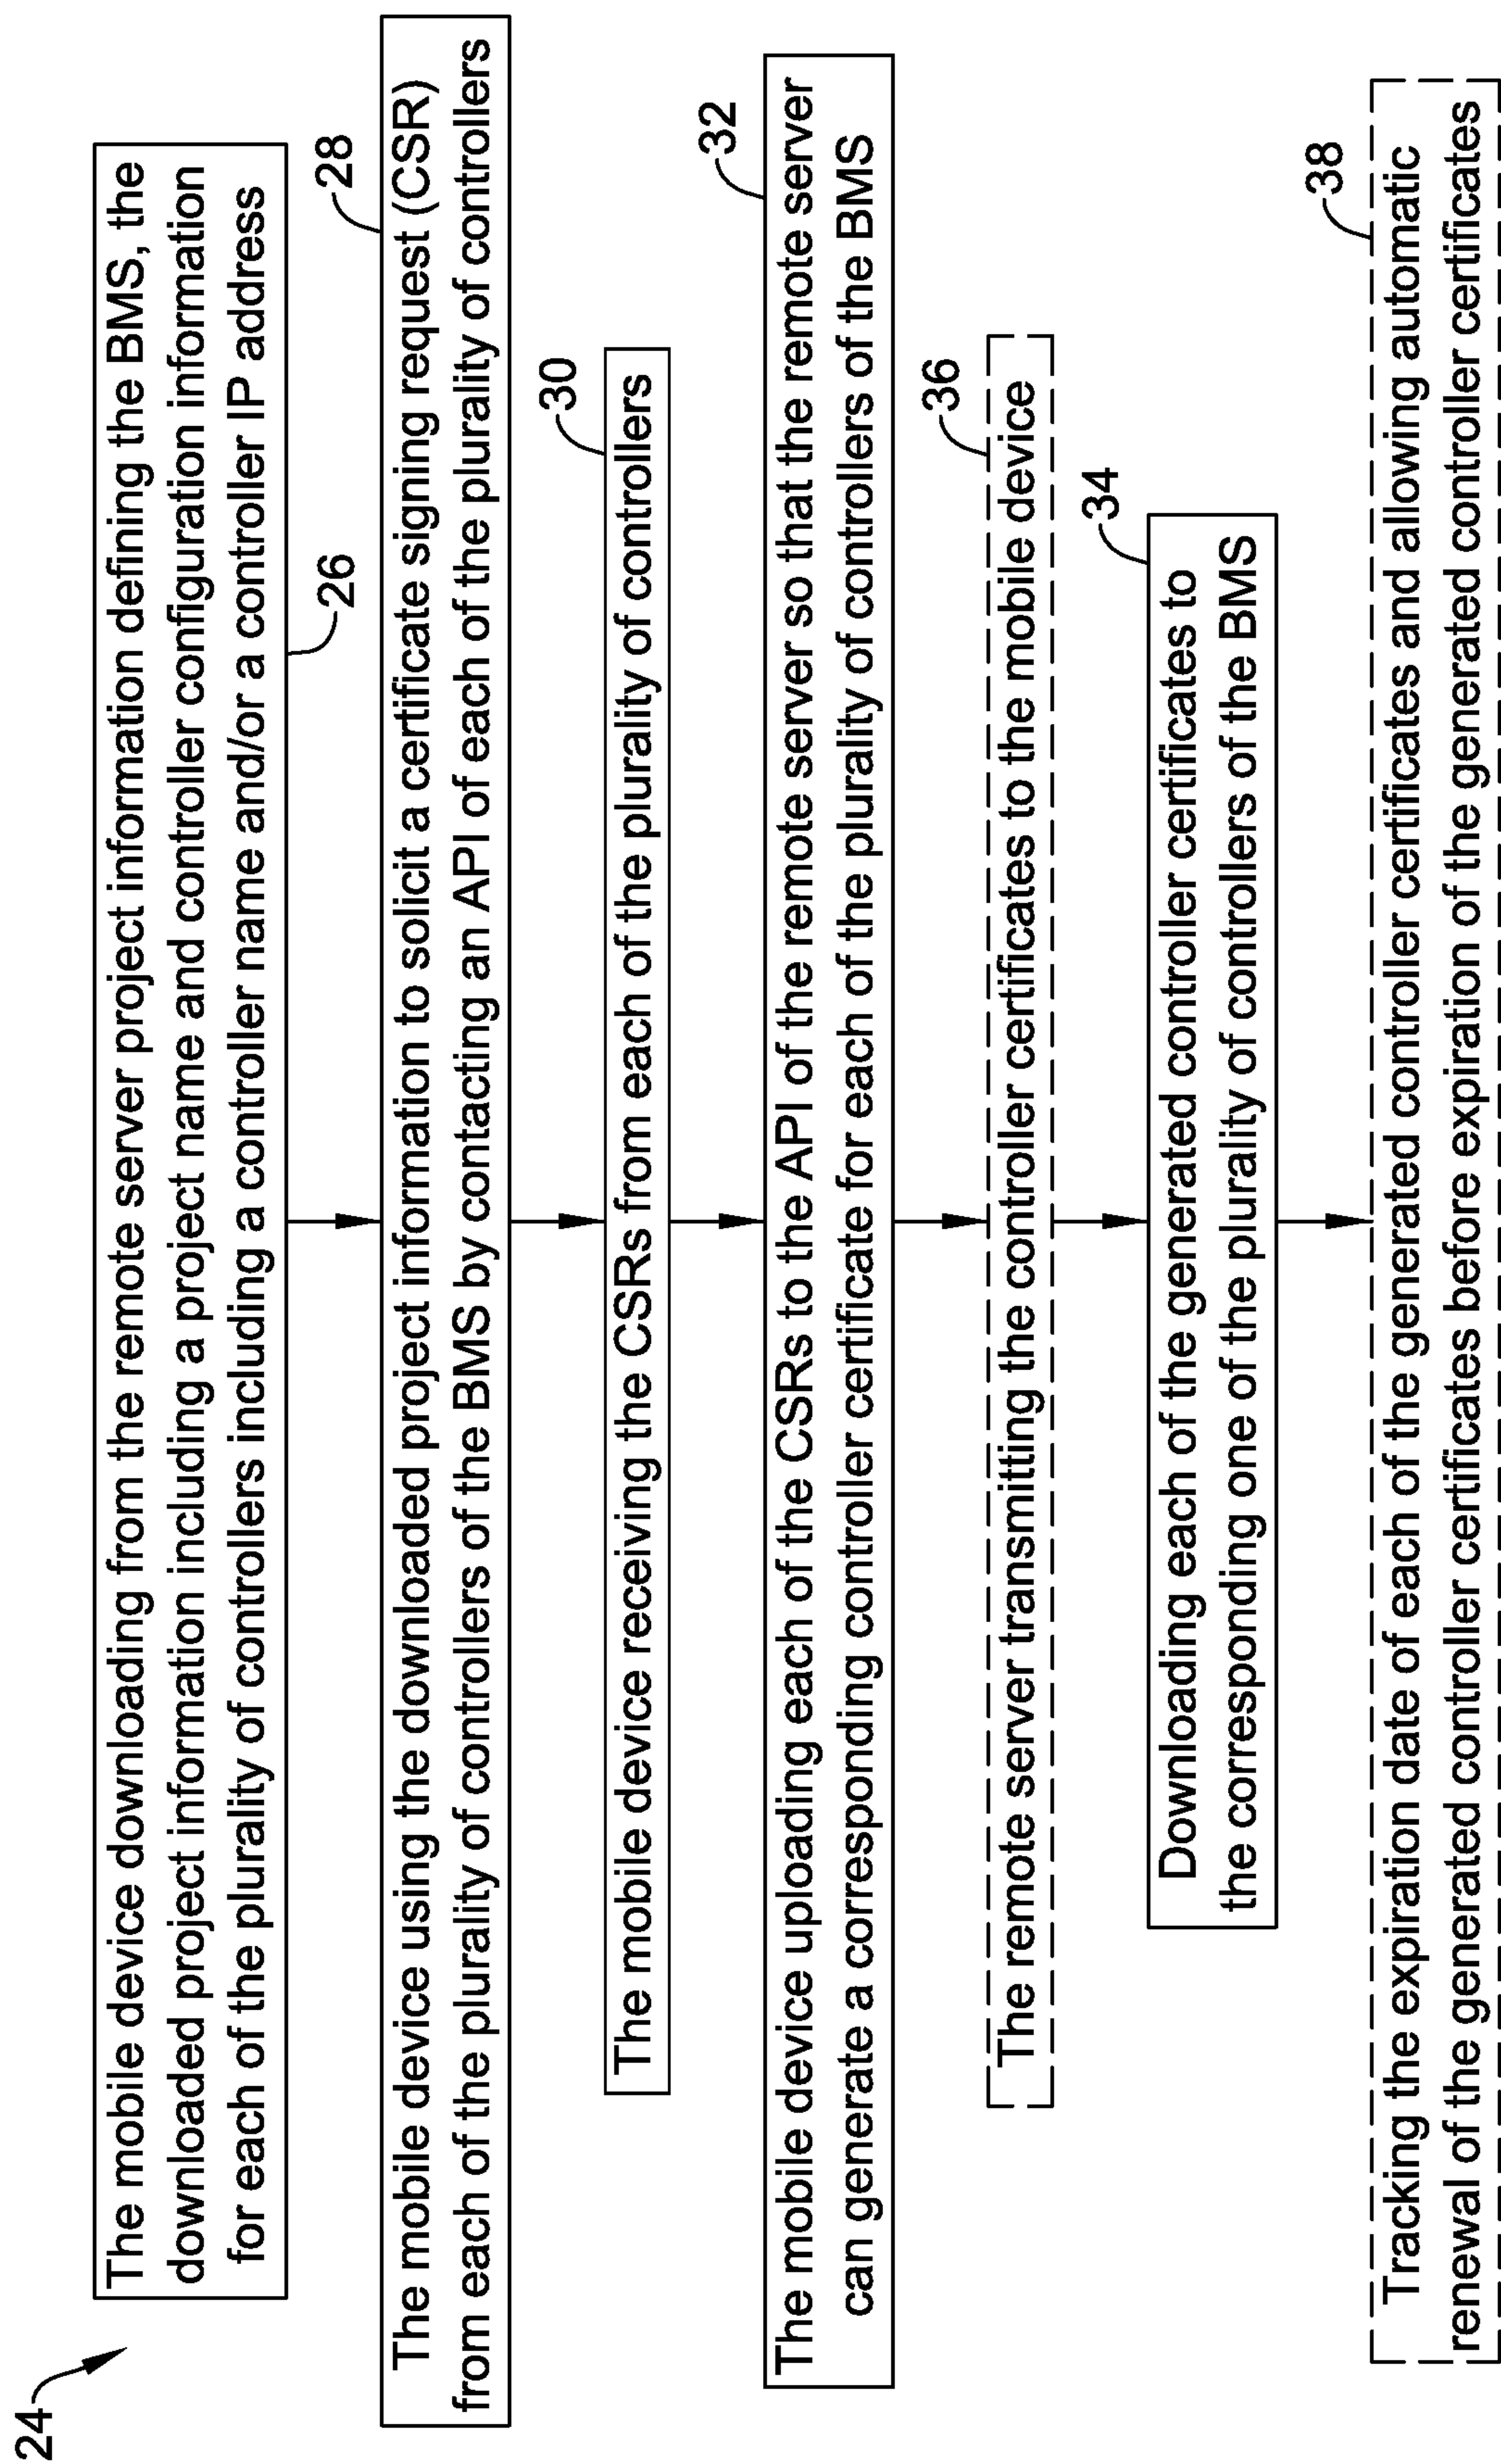 24
The mobile device downloading from the remote server project information defining the BMS, the
downloaded project information including a project name and controller configuration information
for each of the plurality of controllers including a controller name and/or a controller IP address
26
28
The mobile device using the downloaded project information to solicit a certificate signing request (CSR)
from each of the plurality of controllers of the BMS by contacting an API of each of the plurality of controllers
30
The mobile device receiving the CSRs from each of the plurality of controllers
32
The mobile device uploading each of the CSRs to the API of the remote server so that the remote server
can generate a corresponding controller certificate for each of the plurality of controllers of the BMS
36
The remote server transmitting the controller certificates to the mobile device
34
Downloading each of the generated controller certificates to
the corresponding one of the plurality of controllers of the BMS
38
Tracking the expiration date of each of the generated controller certificates and allowing automatic
renewal of the generated controller certificates before expiration of the generated controller certificates